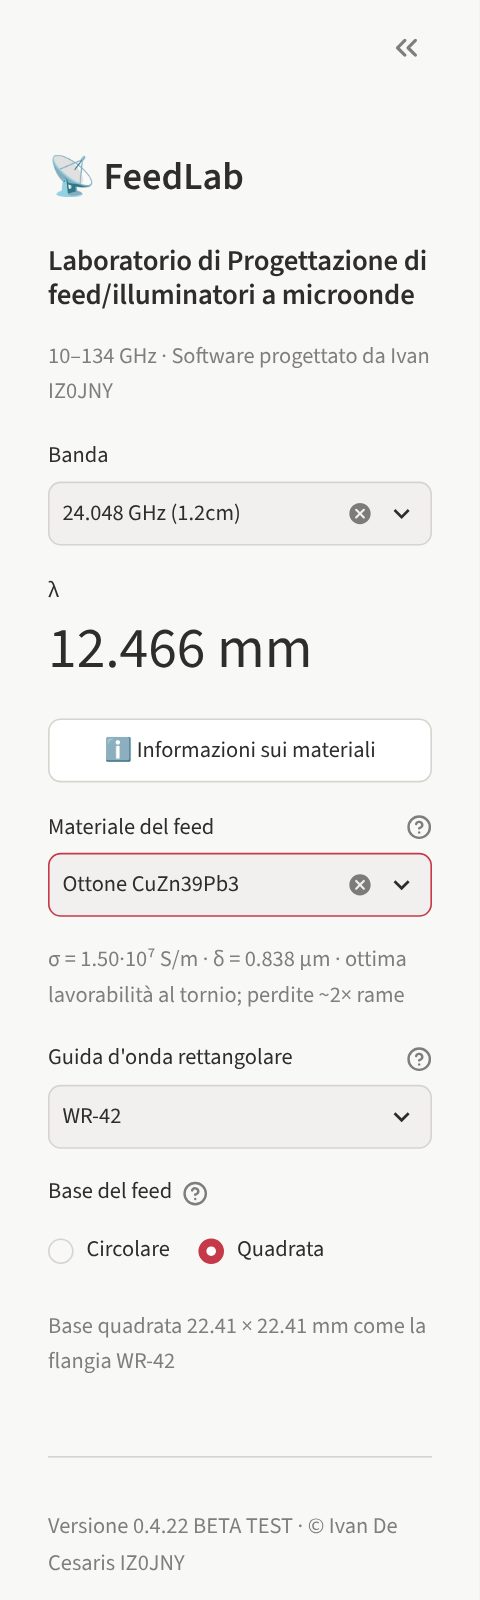 FeedLab
Laboratorio di Progettazione di
feed/illuminatori a microonde
10–134 GHz · Software progettato da Ivan
IZ0JNY
Banda
24.048 GHz (1.2cm)
λ
12.466 mm
ℹ️ Informazioni sui materiali
Materiale del feed
Ottone CuZn39Pb3
σ = 1.50·10⁷ S/m · δ = 0.838 µm · ottima
lavorabilità al tornio; perdite ~2× rame
Guida d'onda rettangolare
WR-42
Base del feed
Circolare Quadrata
Base quadrata 22.41 × 22.41 mm come la
flangia WR-42
Versione 0.4.22 BETA TEST · © Ivan De
Cesaris IZ0JNY